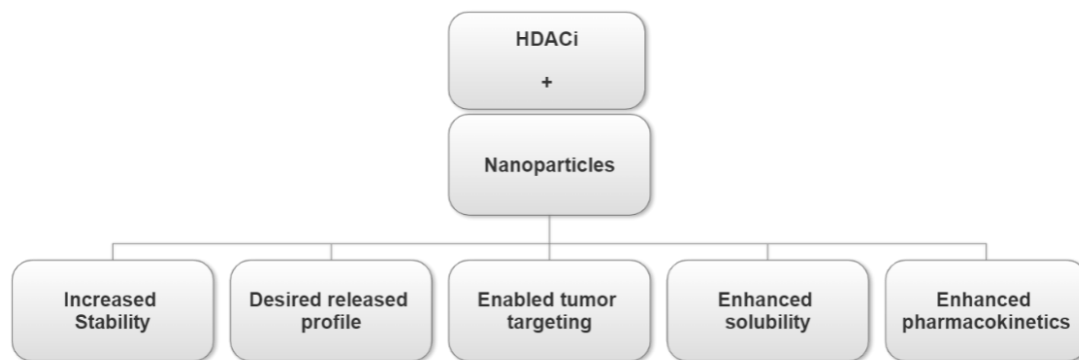 HDACi
+
Nanoparticles
Increased
Stability
Desired released
profile
Enabled tumor
targeting
Enhanced
solubility
Enhanced
pharmacokinetics